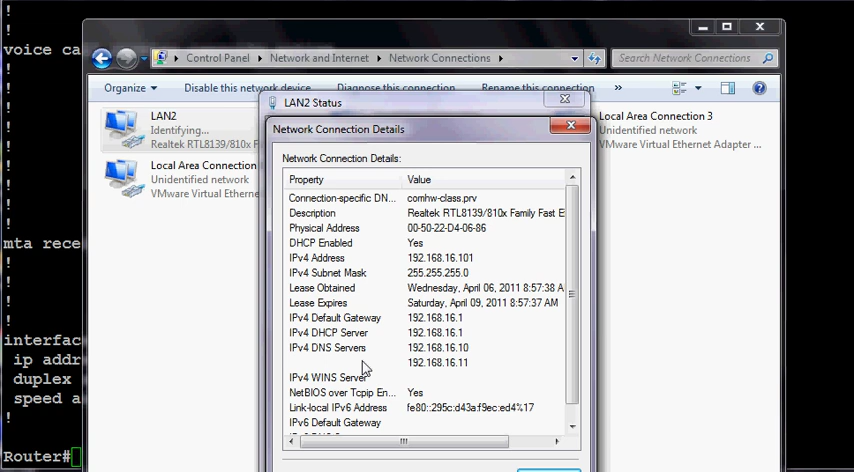 !
!
voice ca
!
!
!
!
!
!
!
!
!
mta rece
!
!
!
!
interfac
ip addr
duplex
speed a
!
Router#
Control Panel Network and Internet Network Connections
Search Network Connections
Organize Disable this network device Diagnose this connection Rename this connection »
LAN2
Identifying...
Realtek RTL8139/810x F
Local Area Connection
Unidentified network
VMware Virtual Etherne
Local Area Connection 3
Unidentified network
VMware Virtual Ethernet Adapter ...
LAN2 Status
Network Connection Details
Network Connection Details:
Property Value
Connection-specific DN... comhw-class.prv
Description Realtek RTL8139/810x Family Fast E
Physical Address 00-50-22-D4-06-86
DHCP Enabled Yes
IPv4 Address 192.168.16.101
IPv4 Subnet Mask 255.255.255.0
Lease Obtained Wednesday, April 06, 2011 8:57:38 A
Lease Expires Saturday, April 09, 2011 8:57:37 AM
IPv4 Default Gateway 192.168.16.1
IPv4 DHCP Server 192.168.16.1
IPv4 DNS Servers 192.168.16.10
192.168.16.11
IPv4 WINS Server
NetBIOS over Tcpip En... Yes
Link-local IPv6 Address fe80::295c:d43a:f9ec:ed4%17
IPv6 Default Gateway